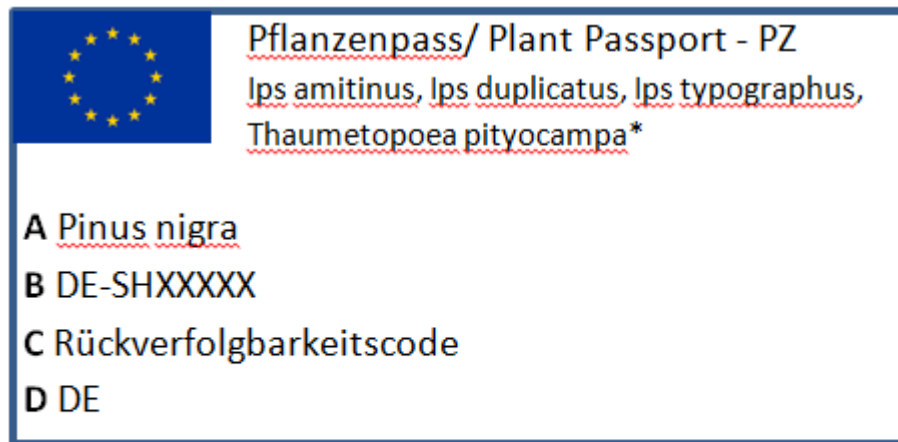 Pflanzenpass/ Plant Passport - PZ
Ips amitinus, Ips duplicatus, Ips typographus,
Thaumetopoea pityocampa*
A Pinus nigra
B DE-SHXXXXX
C Rückverfolgbarkeitscode
D DE